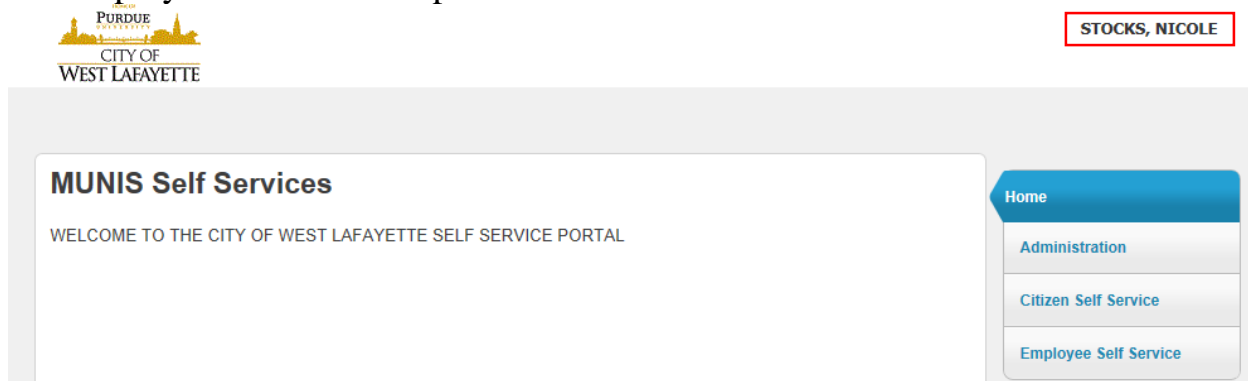 PURDUE
UNIVERSITY
CITY OF
WEST LAFAYETTE
STOCKS, NICOLE
MUNIS Self Services
WELCOME TO THE CITY OF WEST LAFAYETTE SELF SERVICE PORTAL
Home
Administration
Citizen Self Service
Employee Self Service